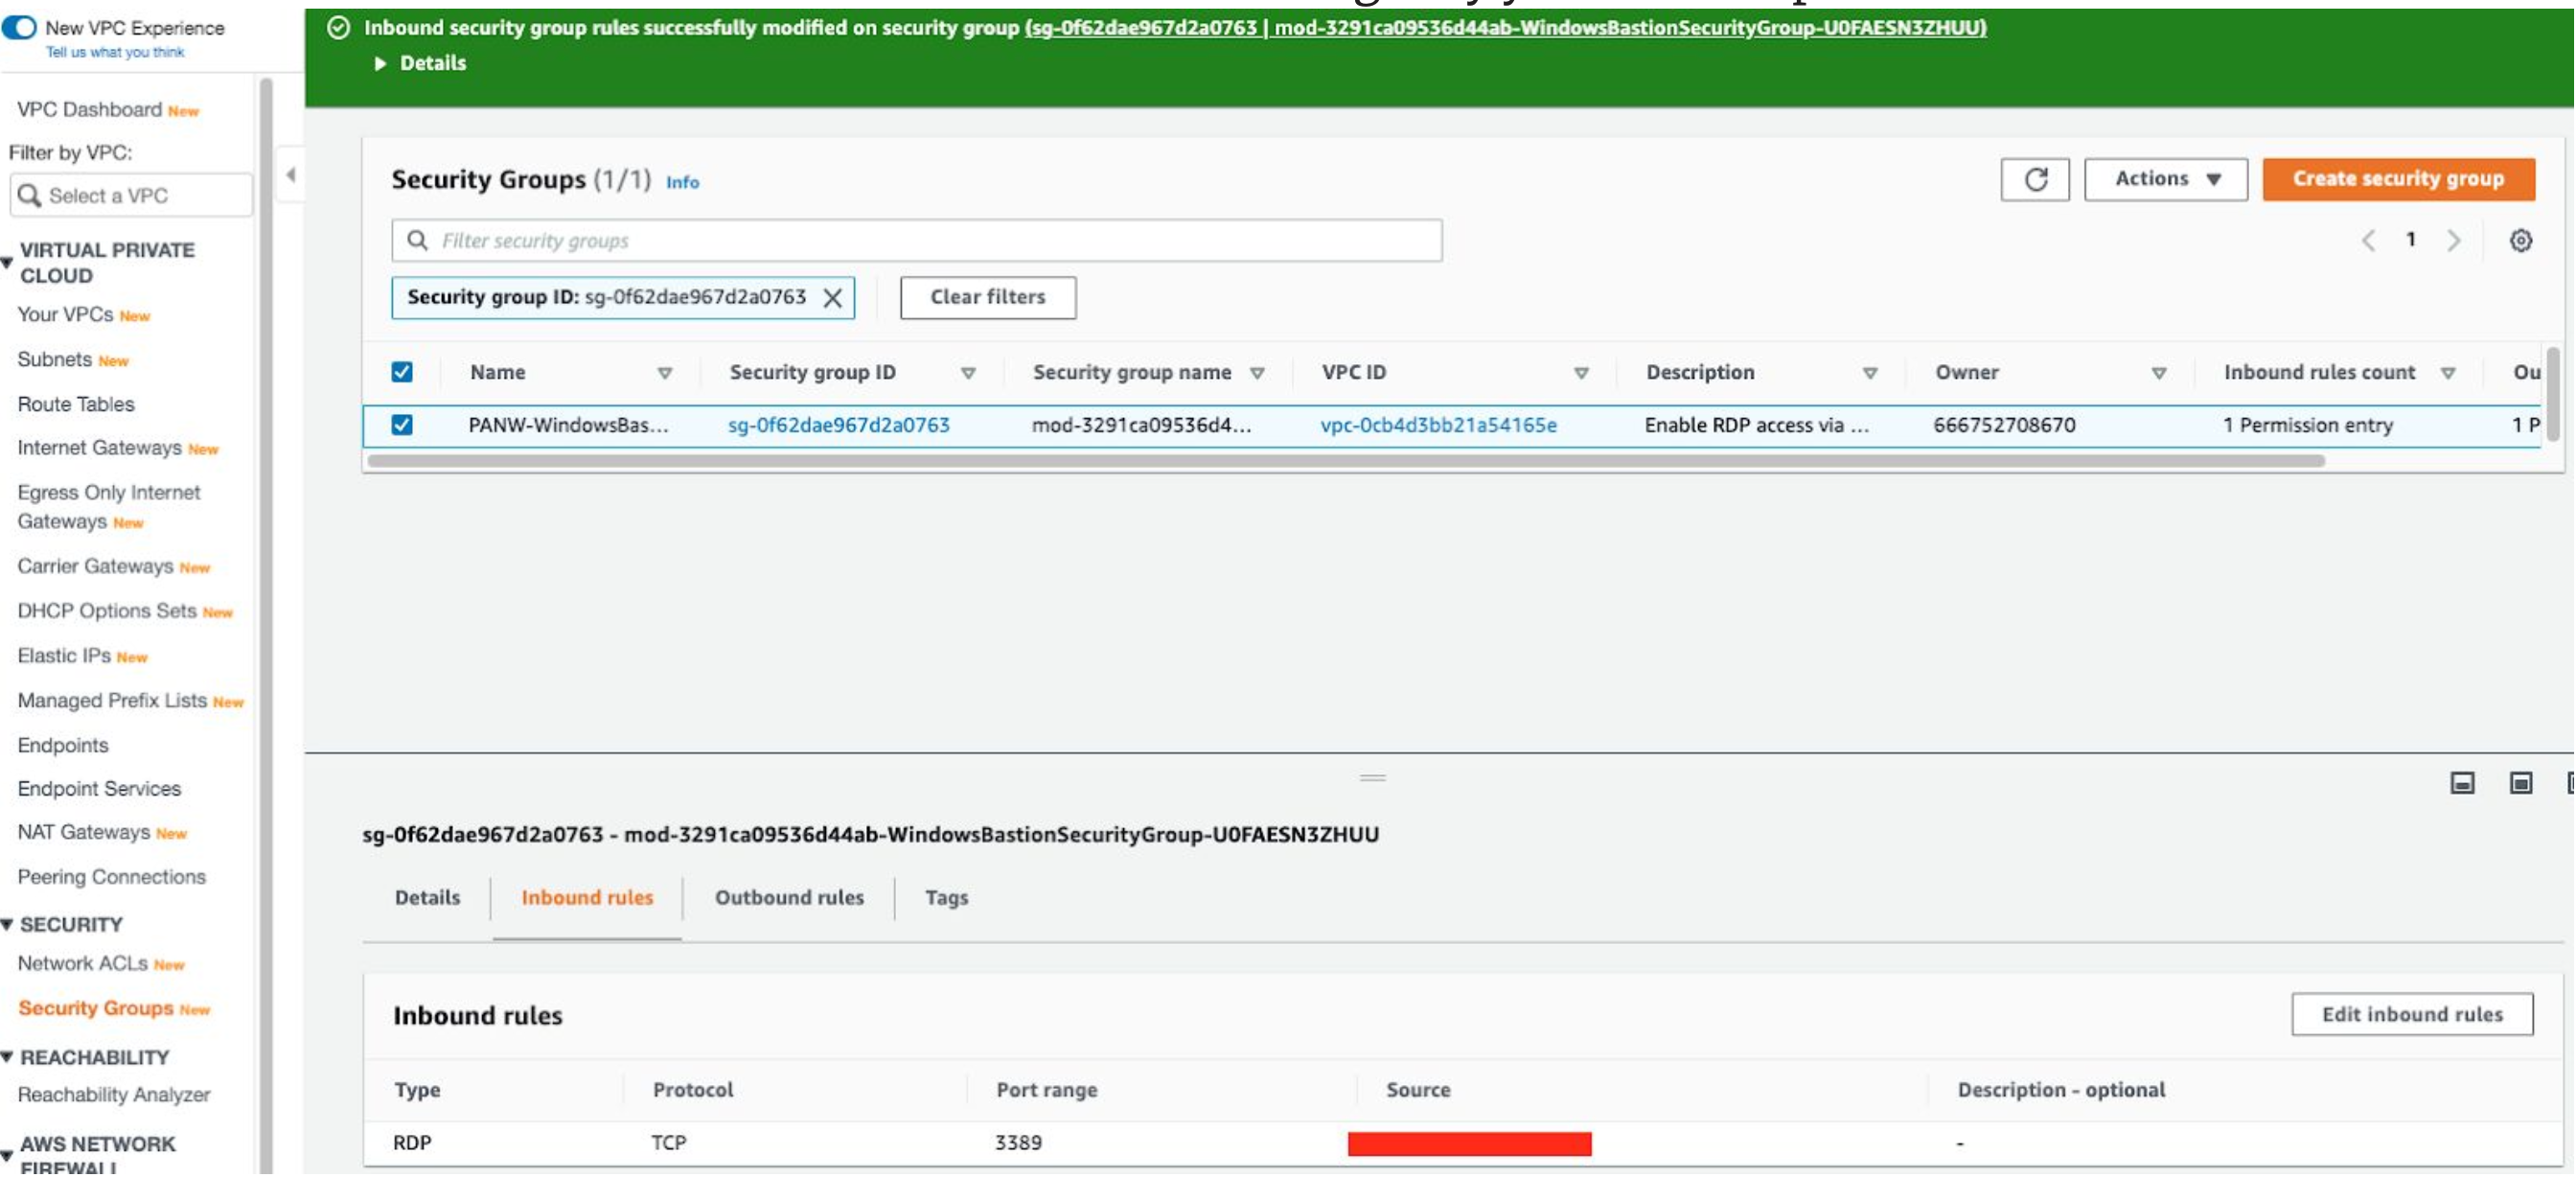 New VPC Experience
Tell us what you think
VPC Dashboard New
Filter by VPC:
Select a VPC
VIRTUAL PRIVATE
CLOUD
Your VPCs New
Subnets New
Route Tables
Internet Gateways New
Egress Only Internet
Gateways New
Carrier Gateways New
DHCP Options Sets New
Elastic IPs New
Managed Prefix Lists New
Endpoints
Endpoint Services
NAT Gateways New
Peering Connections
SECURITY
Network ACLs New
Security Groups New
REACHABILITY
Reachability Analyzer
AWS NETWORK
FIREWALL
Inbound security group rules successfully modified on security group (sg-0f62dae967d2a0763 | mod-3291ca09536d44ab-WindowsBastionSecurityGroup-U0FAESN3ZHUU)
Details
Security Groups (1/1) Info
Actions
Create security group
Filter security groups
1
Security group ID: sg-0f62dae967d2a0763
Clear filters
Name Security group ID Security group name VPC ID Description Owner Inbound rules count Ou
PANW-WindowsBas... sg-0f62dae967d2a0763 mod-3291ca09536d4... vpc-0cb4d3bb21a54165e Enable RDP access via ... 666752708670 1 Permission entry 1 P
sg-0f62dae967d2a0763 - mod-3291ca09536d44ab-WindowsBastionSecurityGroup-U0FAESN3ZHUU
Details Inbound rules Outbound rules Tags
Inbound rules
Edit inbound rules
Type Protocol Port range Source Description - optional
RDP TCP 3389 -